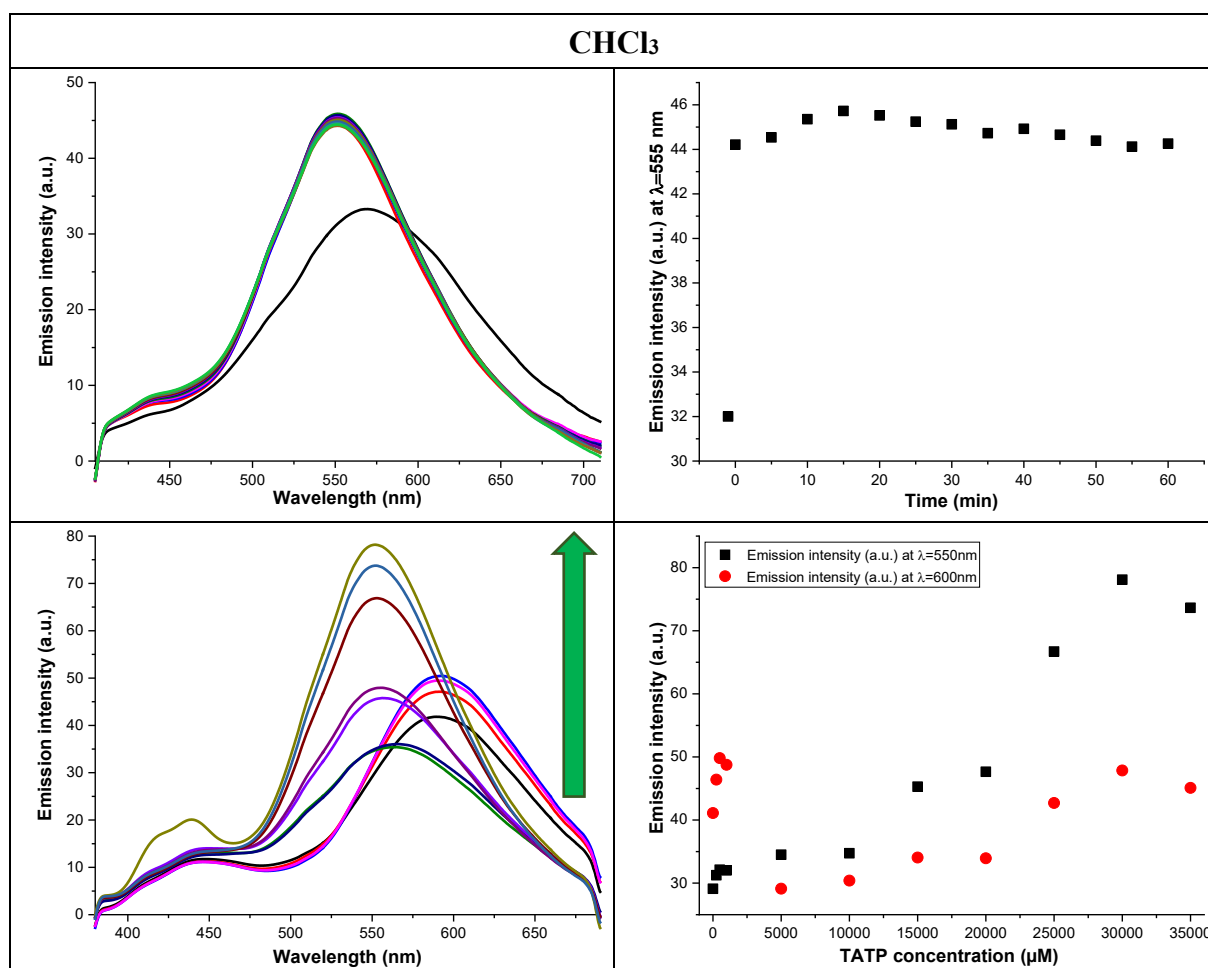 CHCl₃
50
40
30
20
10
0
Emission intensity (a.u.)
450 500 550 600 650 700
Wavelength (nm)
46
44
42
40
38
36
34
32
30
Emission intensity (a.u.) at λ=555 nm
0 10 20 30 40 50 60
Time (min)
80
70
60
50
40
30
20
10
0
Emission intensity (a.u.)
400 450 500 550 600 650
Wavelength (nm)
Emission intensity (a.u.) at λ=550nm
Emission intensity (a.u.) at λ=600nm
80
70
60
50
40
30
Emission intensity (a.u.)
0 5000 10000 15000 20000 25000 30000 35000
TATP concentration (µM)